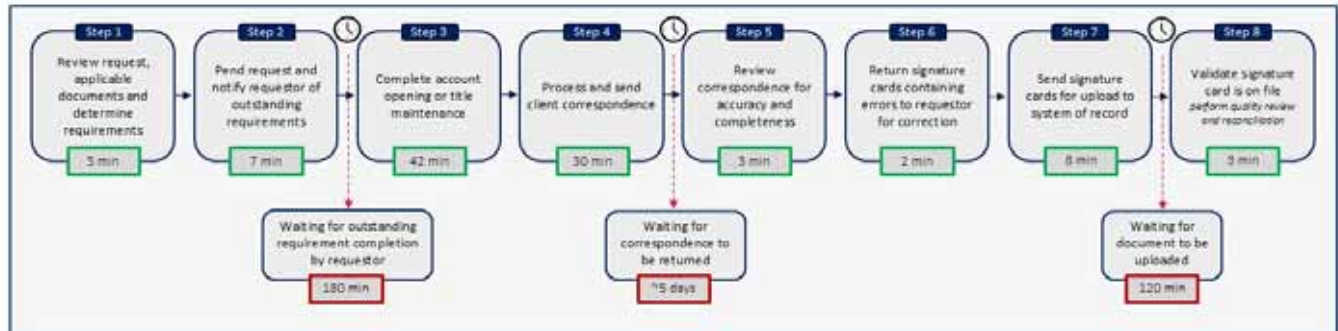 Step 1
Review request,
applicable
documents and
determine
requirements
3 min
Step 2
Pend request and
notify requestor of
outstanding
requirements
7 min
Step 3
Complete account
opening or title
maintenance
42 min
Step 4
Process and send
client correspondence
30 min
Step 5
Review
correspondence for
accuracy and
completeness
3 min
Step 6
Return signature
cards containing
errors to requestor
for correction
2 min
Step 7
Send signature
cards for upload to
system of record
8 min
Step 8
Validate signature
card is on file
perform quality review
and reconciliation
3 min
Waiting for outstanding
requirement completion
by requestor
180 min
Waiting for
correspondence to
be returned
~5 days
Waiting for
document to be
uploaded
120 min